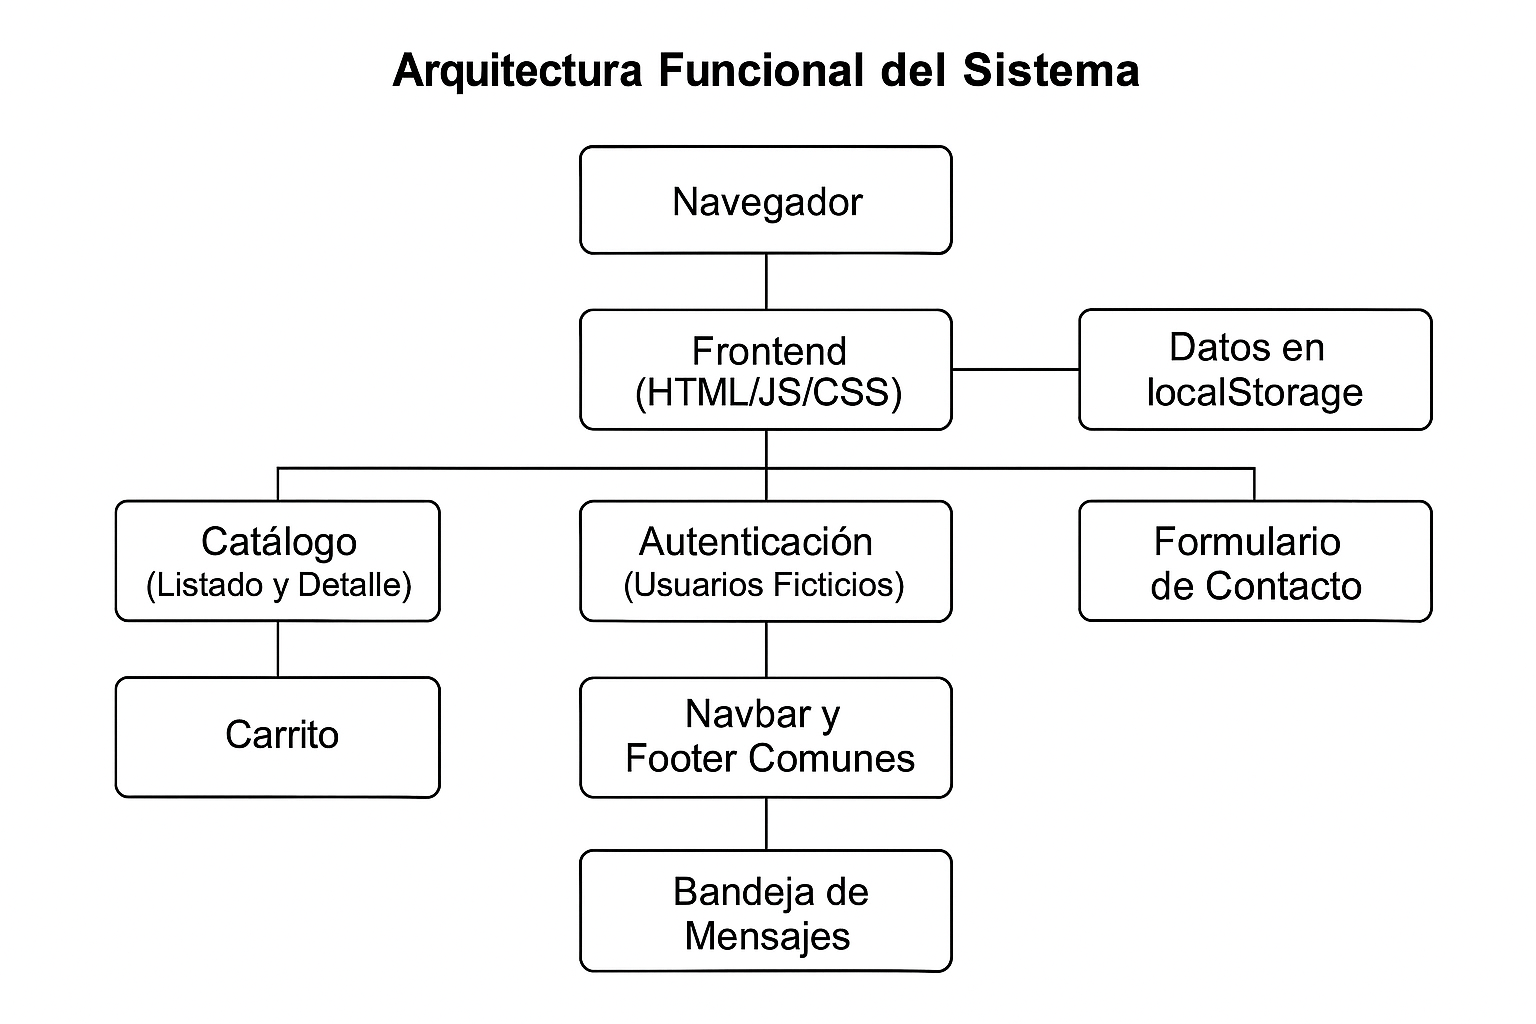 Arquitectura Funcional del Sistema
Navegador
Frontend
(HTML/JS/CSS)
Datos en
localStorage
Catálogo
(Listado y Detalle)
Autenticación
(Usuarios Ficticios)
Formulario
de Contacto
Carrito
Navbar y
Footer Comunes
Bandeja de
Mensajes